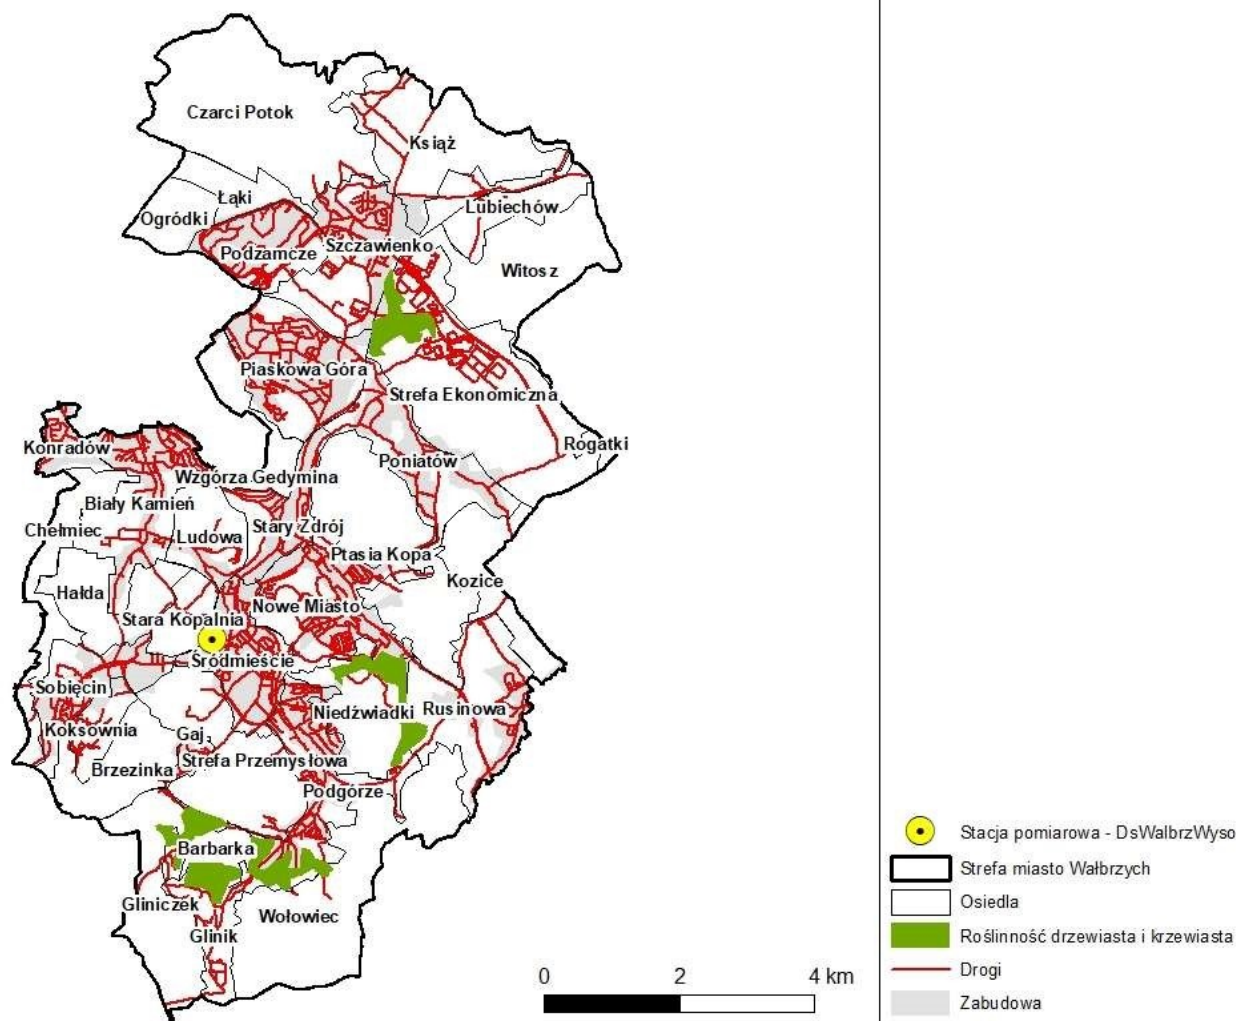 Czarci Potok
Książ
Łąki
Lubiechów
Ogródki
Szczawienko
Podzamcze
Witosz
Piaskowa Góra
Strefa Ekonomiczna
Rogatki
Konradów
Poniatów
Wzgórza Gedymina
Biały Kamień
Stary Zdrój
Chełmiec
Ludowa
Ptasia Kopa
Kozice
Hałda
Nowe Miasto
Stara Kopalnia
Śródmieście
Sobięcin
Niedźwiadki
Rusinowa
Koksownia
Gaj
Strefa Przemysłowa
Brzezinka
Podgórze
Barbarka
Gliniczek
Wołowiec
Glinik
0 2 4 km
Stacja pomiarowa - DsWalbrzWyso
Strefa miasto Wałbrzych
Osiedla
Roślinność drzewiasta i krzewiasta
Drogi
Zabudowa